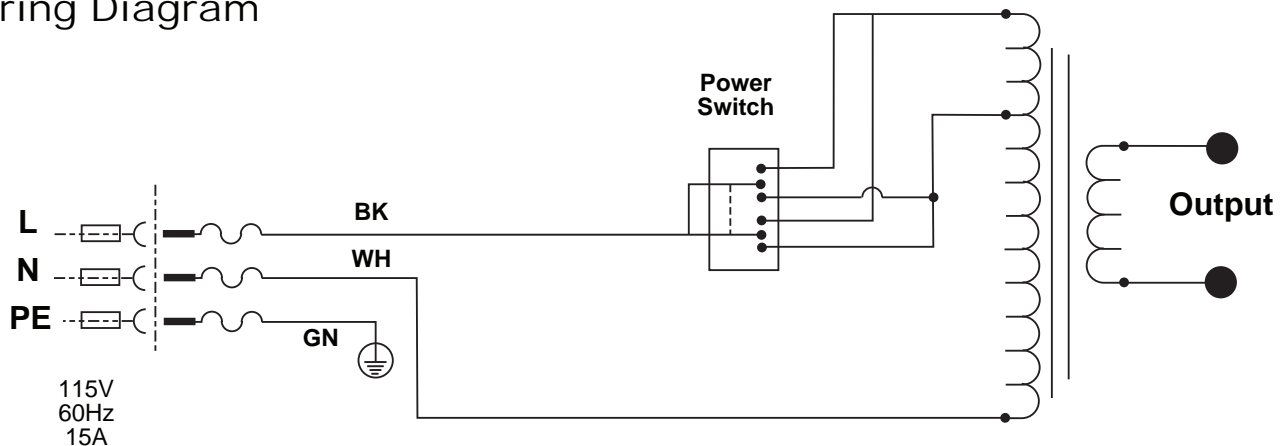 ring Diagram
Power
Switch
BK
L
Output
WH
N
PE
GN
115V
60Hz
15A